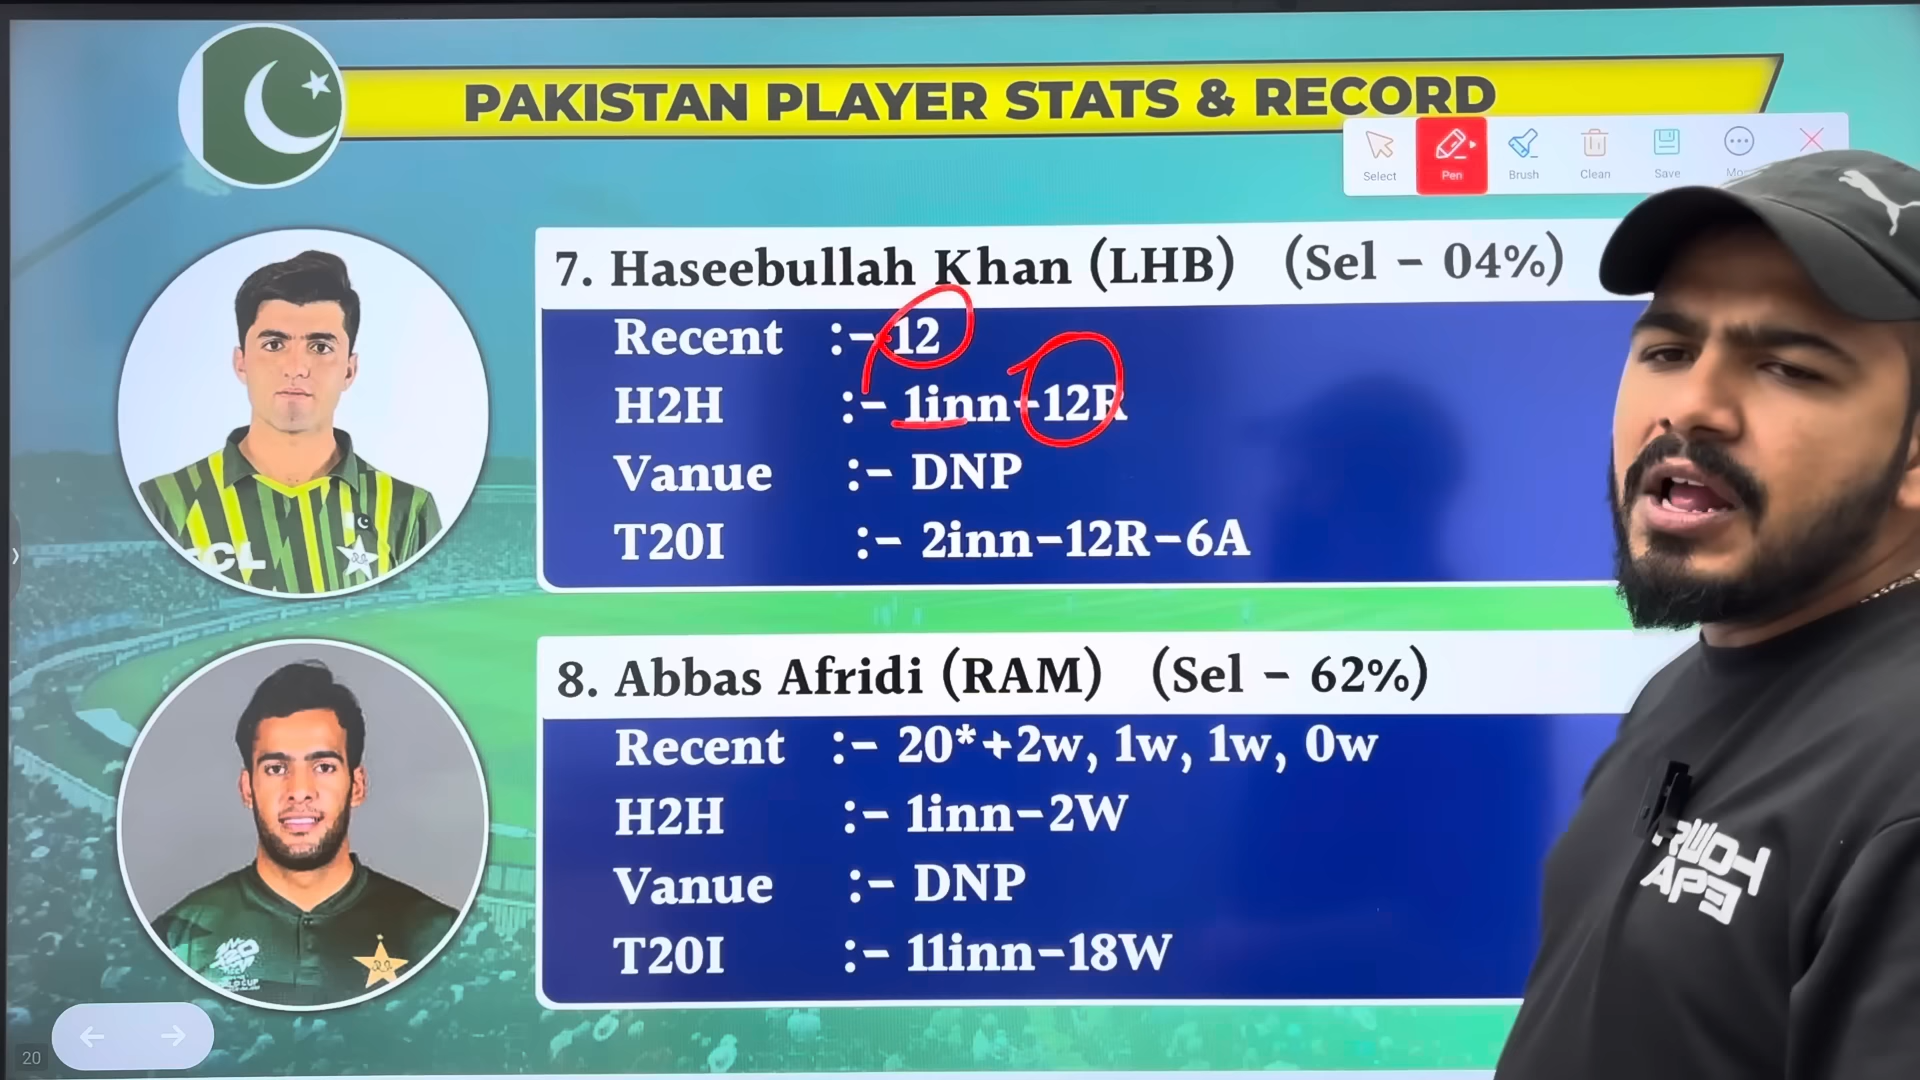 PAKISTAN PLAYER STATS & RECORD
Select Pen Brush Clean Save
7. Haseebullah Khan (LHB) (Sel - 04%)
Recent :- 12
H2H :- 1inn-12R
Vanue :- DNP
T20I :- 2inn-12R-6A
CL
8. Abbas Afridi (RAM) (Sel - 62%)
Recent :- 20*+2w, 1w, 1w, 0w
H2H :- 1inn-2W
Vanue :- DNP
T20I :- 11inn-18W
20